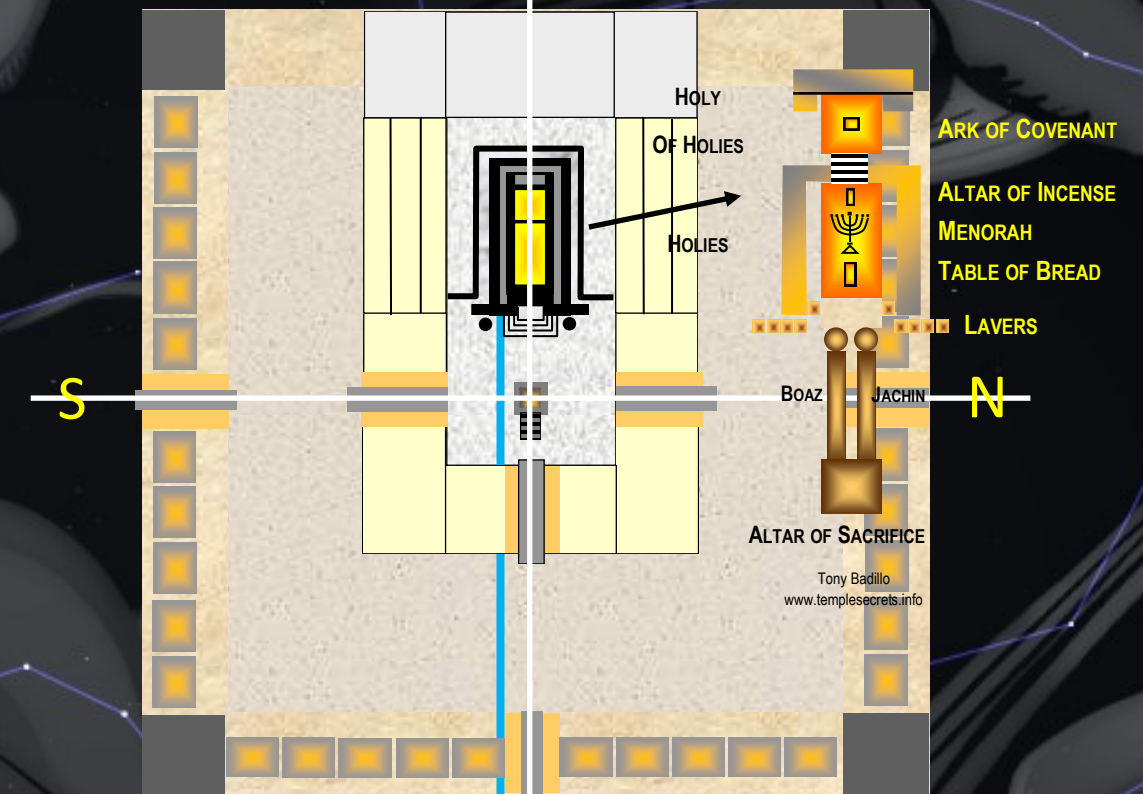 HOLY
OF HOLIES
HOLIES
ARK OF COVENANT
ALTAR OF INCENSE
MENORAH
TABLE OF BREAD
LAVERS
S
BOAZ
JACHIN
N
ALTAR OF SACRIFICE
Tony Badillo
www.templesecrets.info